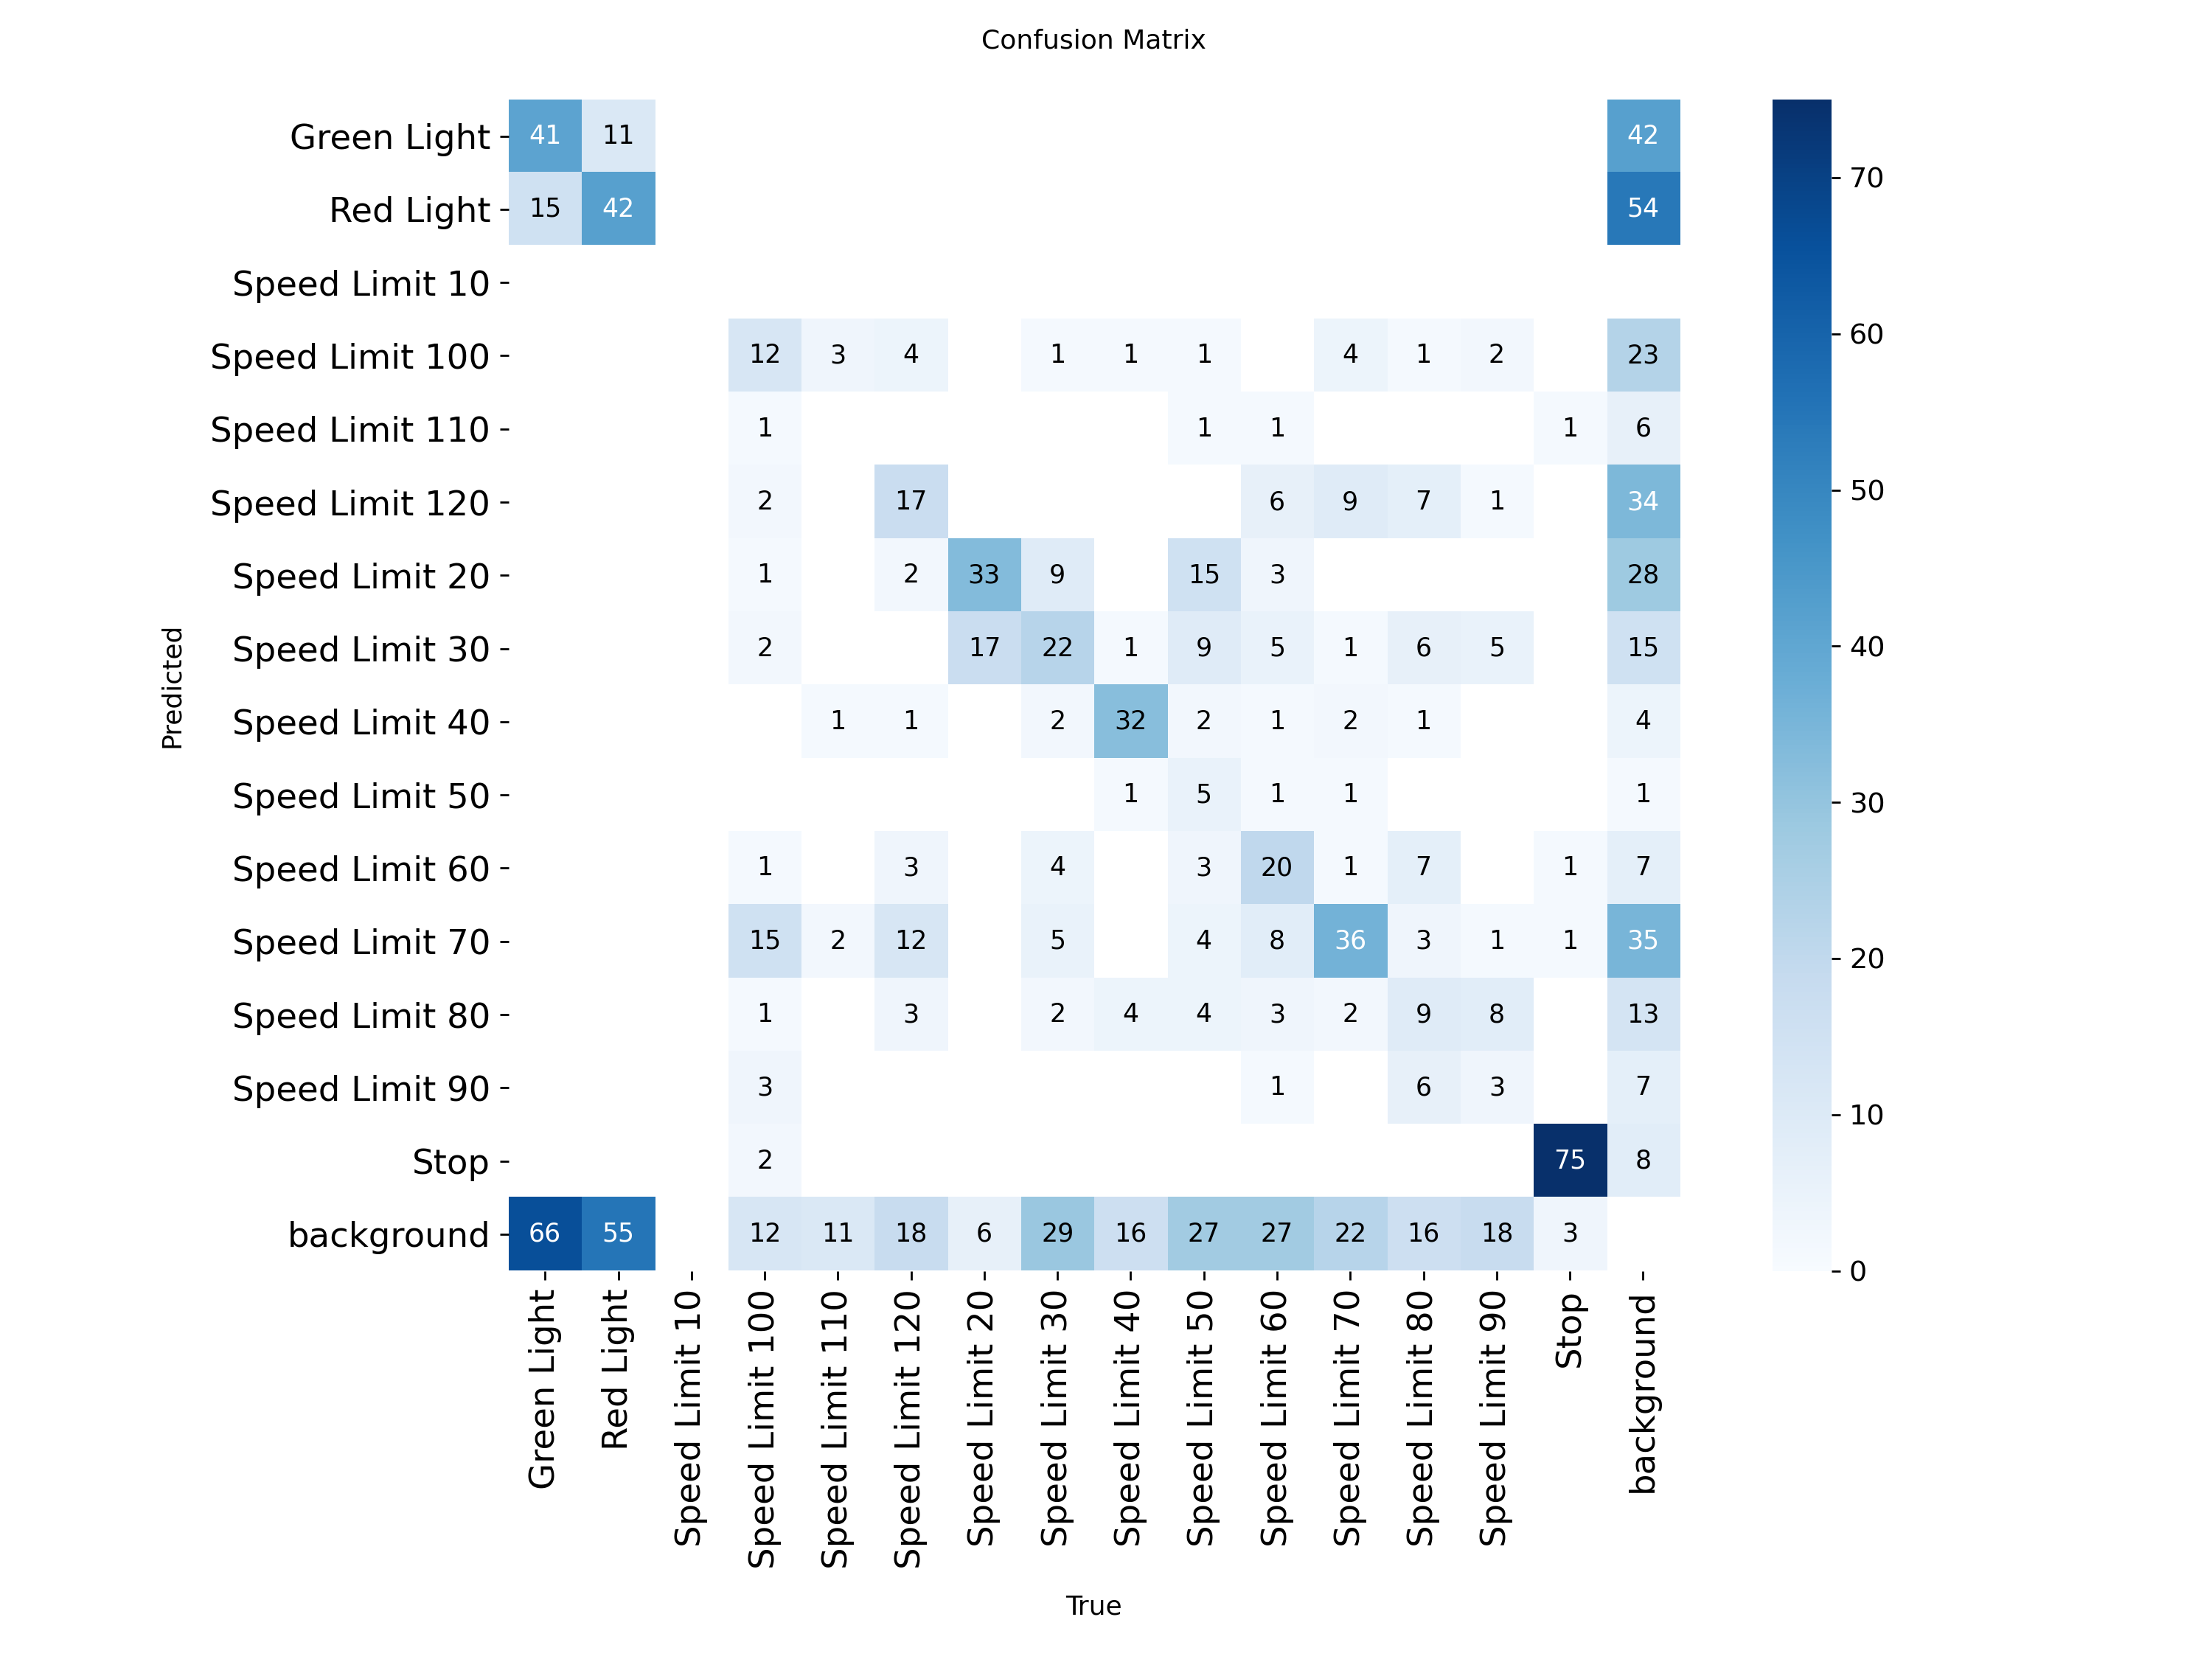 Confusion Matrix
Green Light 41 11 42
Red Light 15 42 54
Speed Limit 10
Speed Limit 100 12 3 4 1 1 1 4 1 2 23
Speed Limit 110 1 1 1 1 6
Speed Limit 120 2 17 6 9 7 1 34
Speed Limit 20 1 2 33 9 15 3 28
Speed Limit 30 2 17 22 1 9 5 1 6 5 15
Speed Limit 40 1 1 2 32 2 1 2 1 4
Speed Limit 50 1 5 1 1 1
Speed Limit 60 1 3 4 3 20 1 7 1 7
Speed Limit 70 15 2 12 5 4 8 36 3 1 1 35
Speed Limit 80 1 3 2 4 4 3 2 9 8 13
Speed Limit 90 3 1 6 3 7
Stop 2 75 8
background 66 55 12 11 18 6 29 16 27 27 22 16 18 3
Predicted
Green Light
Red Light
Speed Limit 10
Speed Limit 100
Speed Limit 110
Speed Limit 120
Speed Limit 20
Speed Limit 30
Speed Limit 40
Speed Limit 50
Speed Limit 60
Speed Limit 70
Speed Limit 80
Speed Limit 90
Stop
background
True
70
60
50
40
30
20
10
0